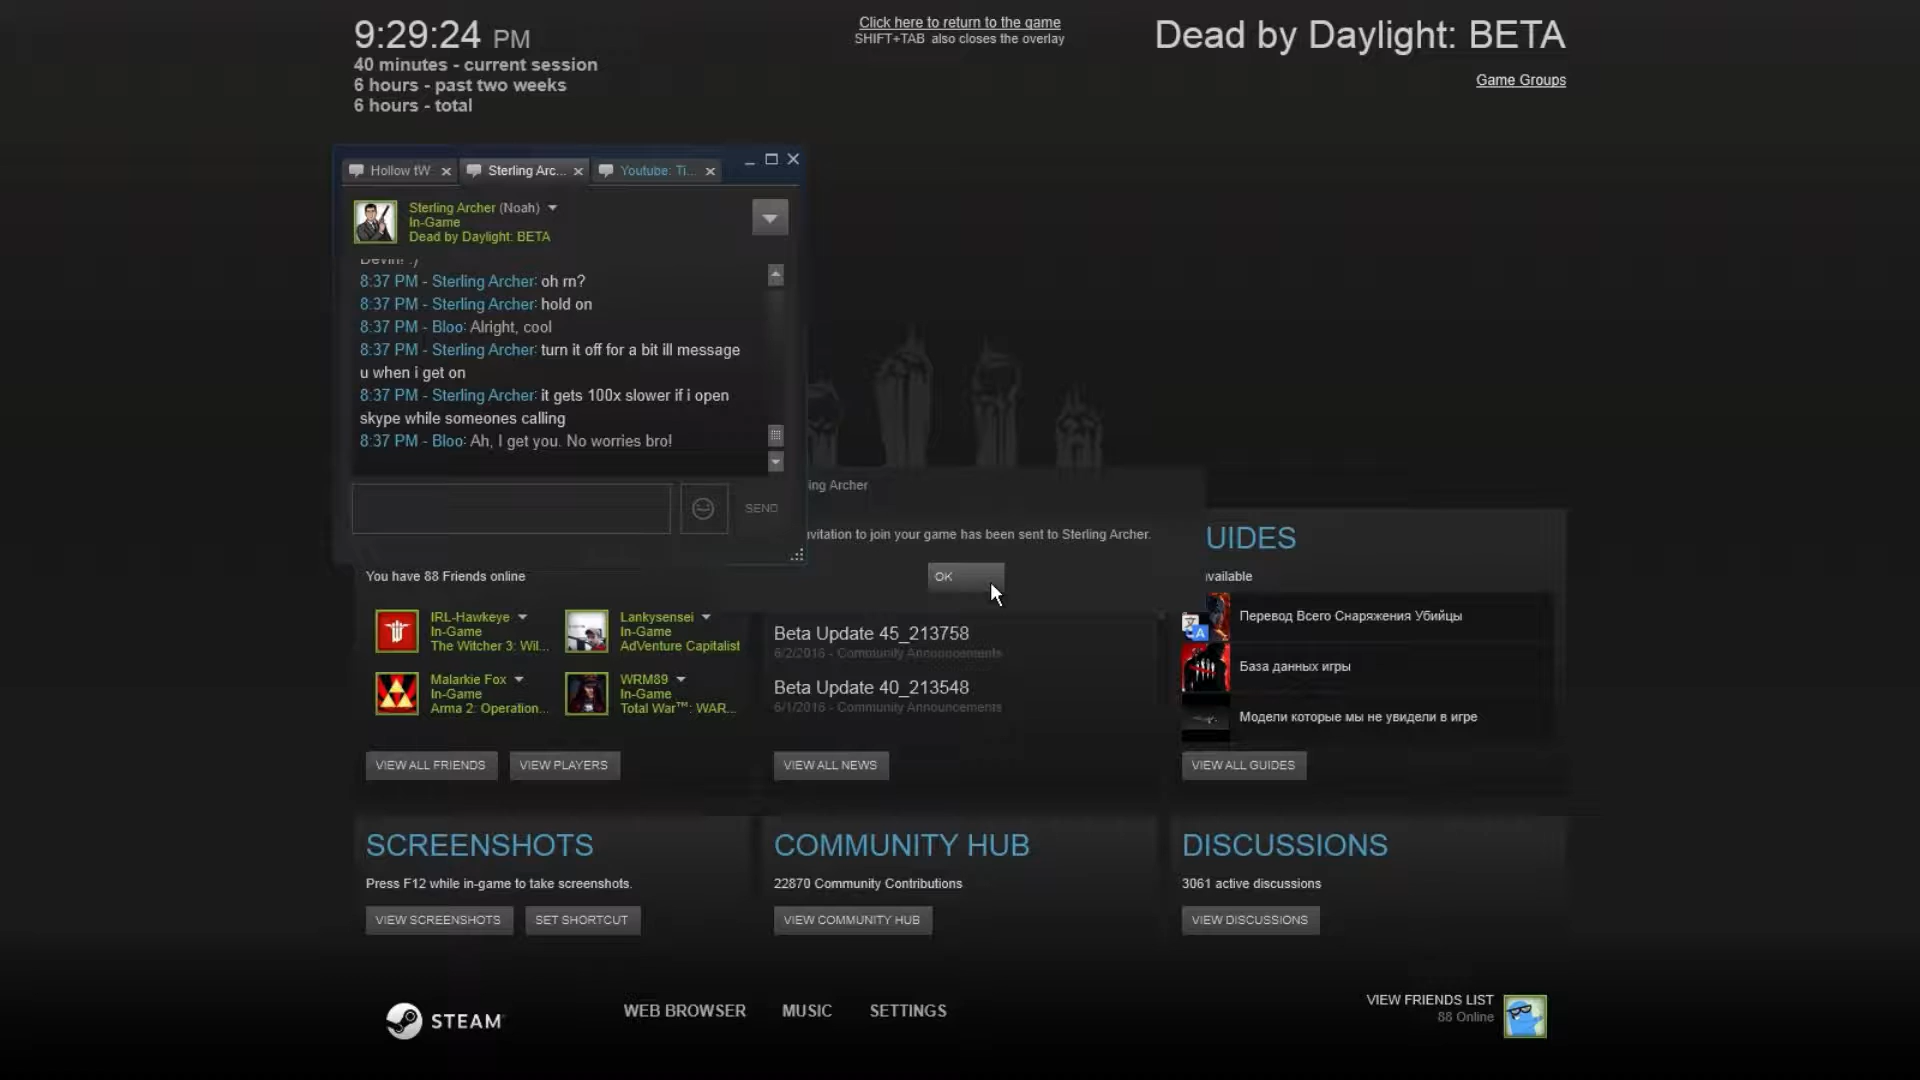 9:29:24 PM
40 minutes - current session
6 hours - past two weeks
6 hours - total
Click here to return to the game
SHIFT+TAB also closes the overlay
Dead by Daylight: BETA
Game Groups
Hollow tW
Sterling Arc...
Youtube: Ti...
Sterling Archer (Noah)
In-Game
Dead by Daylight: BETA
8:37 PM - Sterling Archer: oh rn?
8:37 PM - Sterling Archer: hold on
8:37 PM - Bloo: Alright, cool
8:37 PM - Sterling Archer: turn it off for a bit ill message
u when i get on
8:37 PM - Sterling Archer: it gets 100x slower if i open
skype while someones calling
8:37 PM - Bloo: Ah, I get you. No worries bro!
SEND
ing Archer
vitation to join your game has been sent to Sterling Archer.
OK
You have 88 Friends online
IRL-Hawkeye
In-Game
The Witcher 3: Wil...
Lankysensei
In-Game
AdVenture Capitalist
Malarkie Fox
In-Game
Arma 2: Operation...
WRM89
In-Game
Total War™: WAR...
VIEW ALL FRIENDS
VIEW PLAYERS
Beta Update 45_213758
6/2/2016 - Community Announcements
Beta Update 40_213548
6/1/2016 - Community Announcements
VIEW ALL NEWS
UIDES
vailable
Перевод Всего Снаряжения Убийцы
База данных игры
Модели которые мы не увидели в игре
VIEW ALL GUIDES
SCREENSHOTS
Press F12 while in-game to take screenshots.
VIEW SCREENSHOTS
SET SHORTCUT
COMMUNITY HUB
22870 Community Contributions
VIEW COMMUNITY HUB
DISCUSSIONS
3061 active discussions
VIEW DISCUSSIONS
STEAM
WEB BROWSER
MUSIC
SETTINGS
VIEW FRIENDS LIST
88 Online